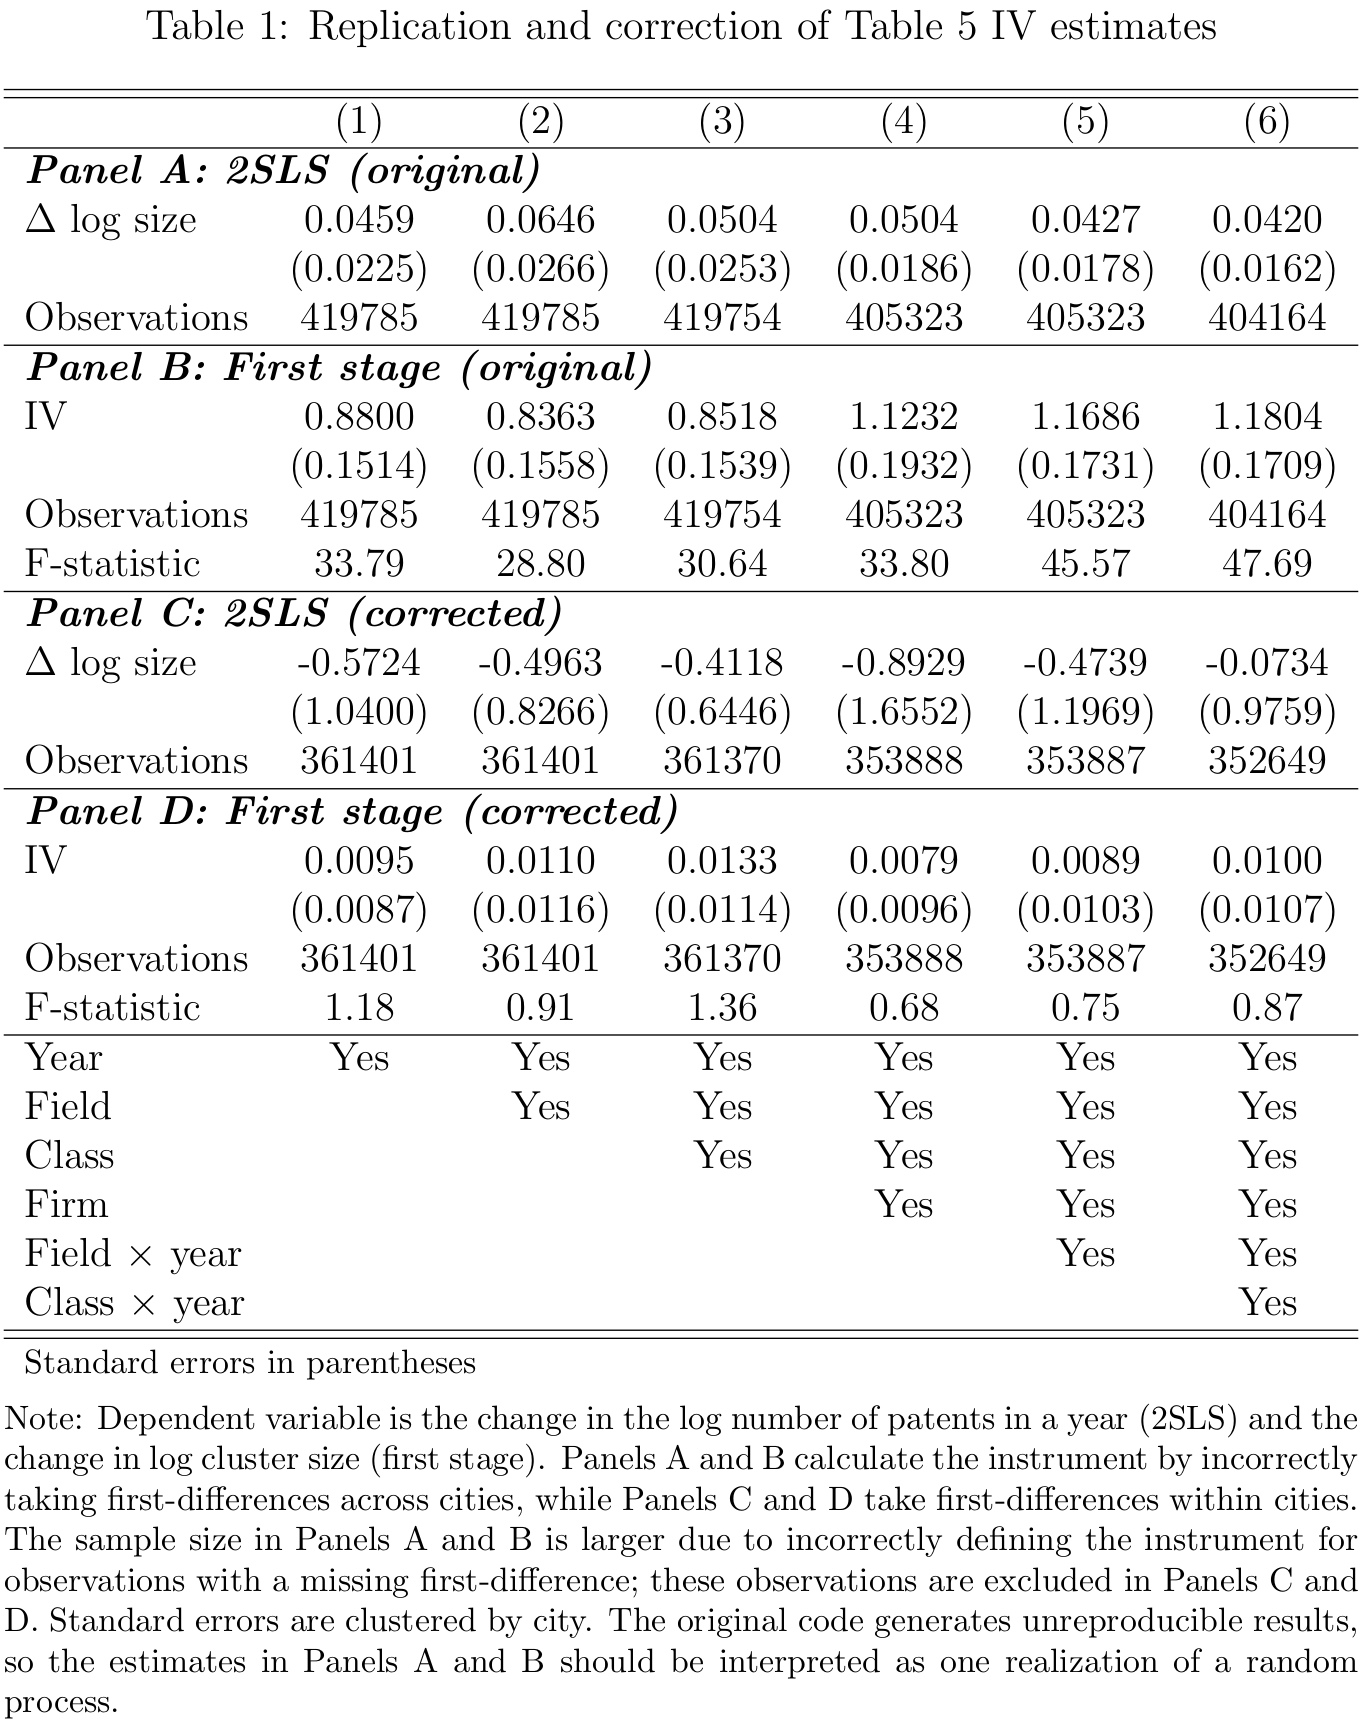 Table 1: Replication and correction of Table 5 IV estimates
(1) (2) (3) (4) (5) (6)
Panel A: 2SLS (original)
Δ log size 0.0459 0.0646 0.0504 0.0504 0.0427 0.0420
(0.0225) (0.0266) (0.0253) (0.0186) (0.0178) (0.0162)
Observations 419785 419785 419754 405323 405323 404164
Panel B: First stage (original)
IV 0.8800 0.8363 0.8518 1.1232 1.1686 1.1804
(0.1514) (0.1558) (0.1539) (0.1932) (0.1731) (0.1709)
Observations 419785 419785 419754 405323 405323 404164
F-statistic 33.79 28.80 30.64 33.80 45.57 47.69
Panel C: 2SLS (corrected)
Δ log size -0.5724 -0.4963 -0.4118 -0.8929 -0.4739 -0.0734
(1.0400) (0.8266) (0.6446) (1.6552) (1.1969) (0.9759)
Observations 361401 361401 361370 353888 353887 352649
Panel D: First stage (corrected)
IV 0.0095 0.0110 0.0133 0.0079 0.0089 0.0100
(0.0087) (0.0116) (0.0114) (0.0096) (0.0103) (0.0107)
Observations 361401 361401 361370 353888 353887 352649
F-statistic 1.18 0.91 1.36 0.68 0.75 0.87
Year Yes Yes Yes Yes Yes Yes
Field Yes Yes Yes Yes Yes
Class Yes Yes Yes Yes
Firm Yes Yes Yes
Field × year Yes Yes
Class × year Yes
Standard errors in parentheses
Note: Dependent variable is the change in the log number of patents in a year (2SLS) and the
change in log cluster size (first stage). Panels A and B calculate the instrument by incorrectly
taking first-differences across cities, while Panels C and D take first-differences within cities.
The sample size in Panels A and B is larger due to incorrectly defining the instrument for
observations with a missing first-difference; these observations are excluded in Panels C and
D. Standard errors are clustered by city. The original code generates unreproducible results,
so the estimates in Panels A and B should be interpreted as one realization of a random
process.